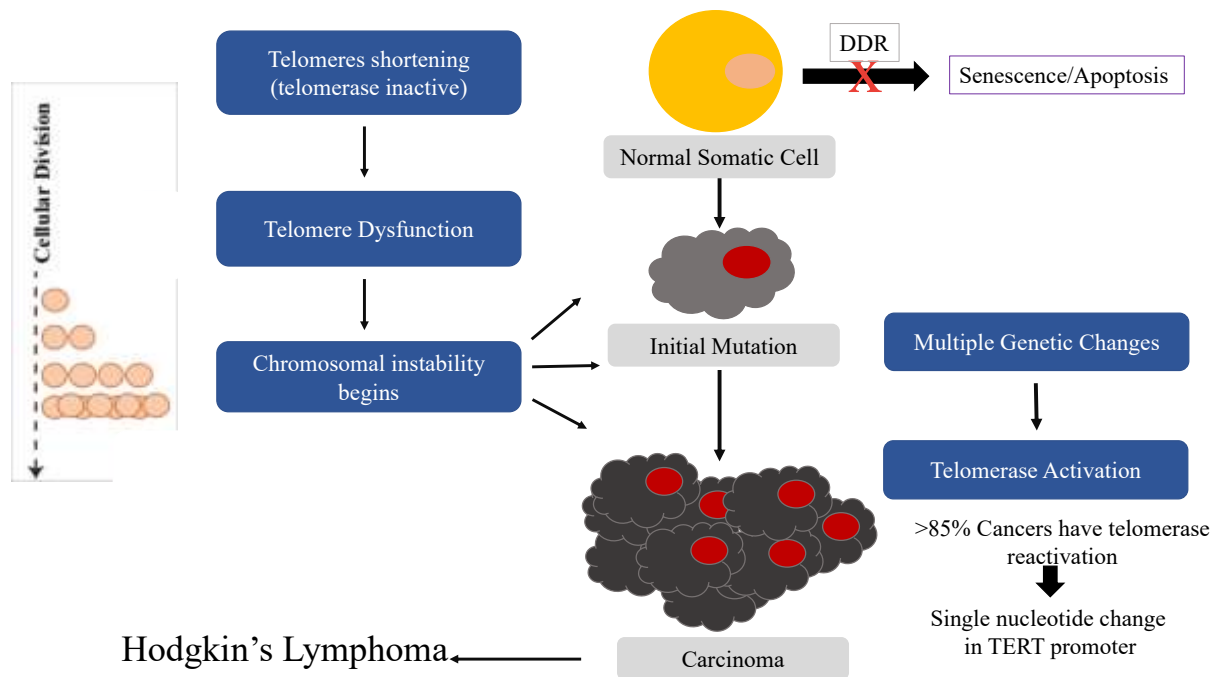 Telomeres shortening
(telomerase inactive)
DDR
X
Senescence/Apoptosis
Cellular Division
Normal Somatic Cell
Telomere Dysfunction
Initial Mutation
Chromosomal instability
begins
Multiple Genetic Changes
Telomerase Activation
>85% Cancers have telomerase
reactivation
Single nucleotide change
in TERT promoter
Hodgkin’s Lymphoma
Carcinoma